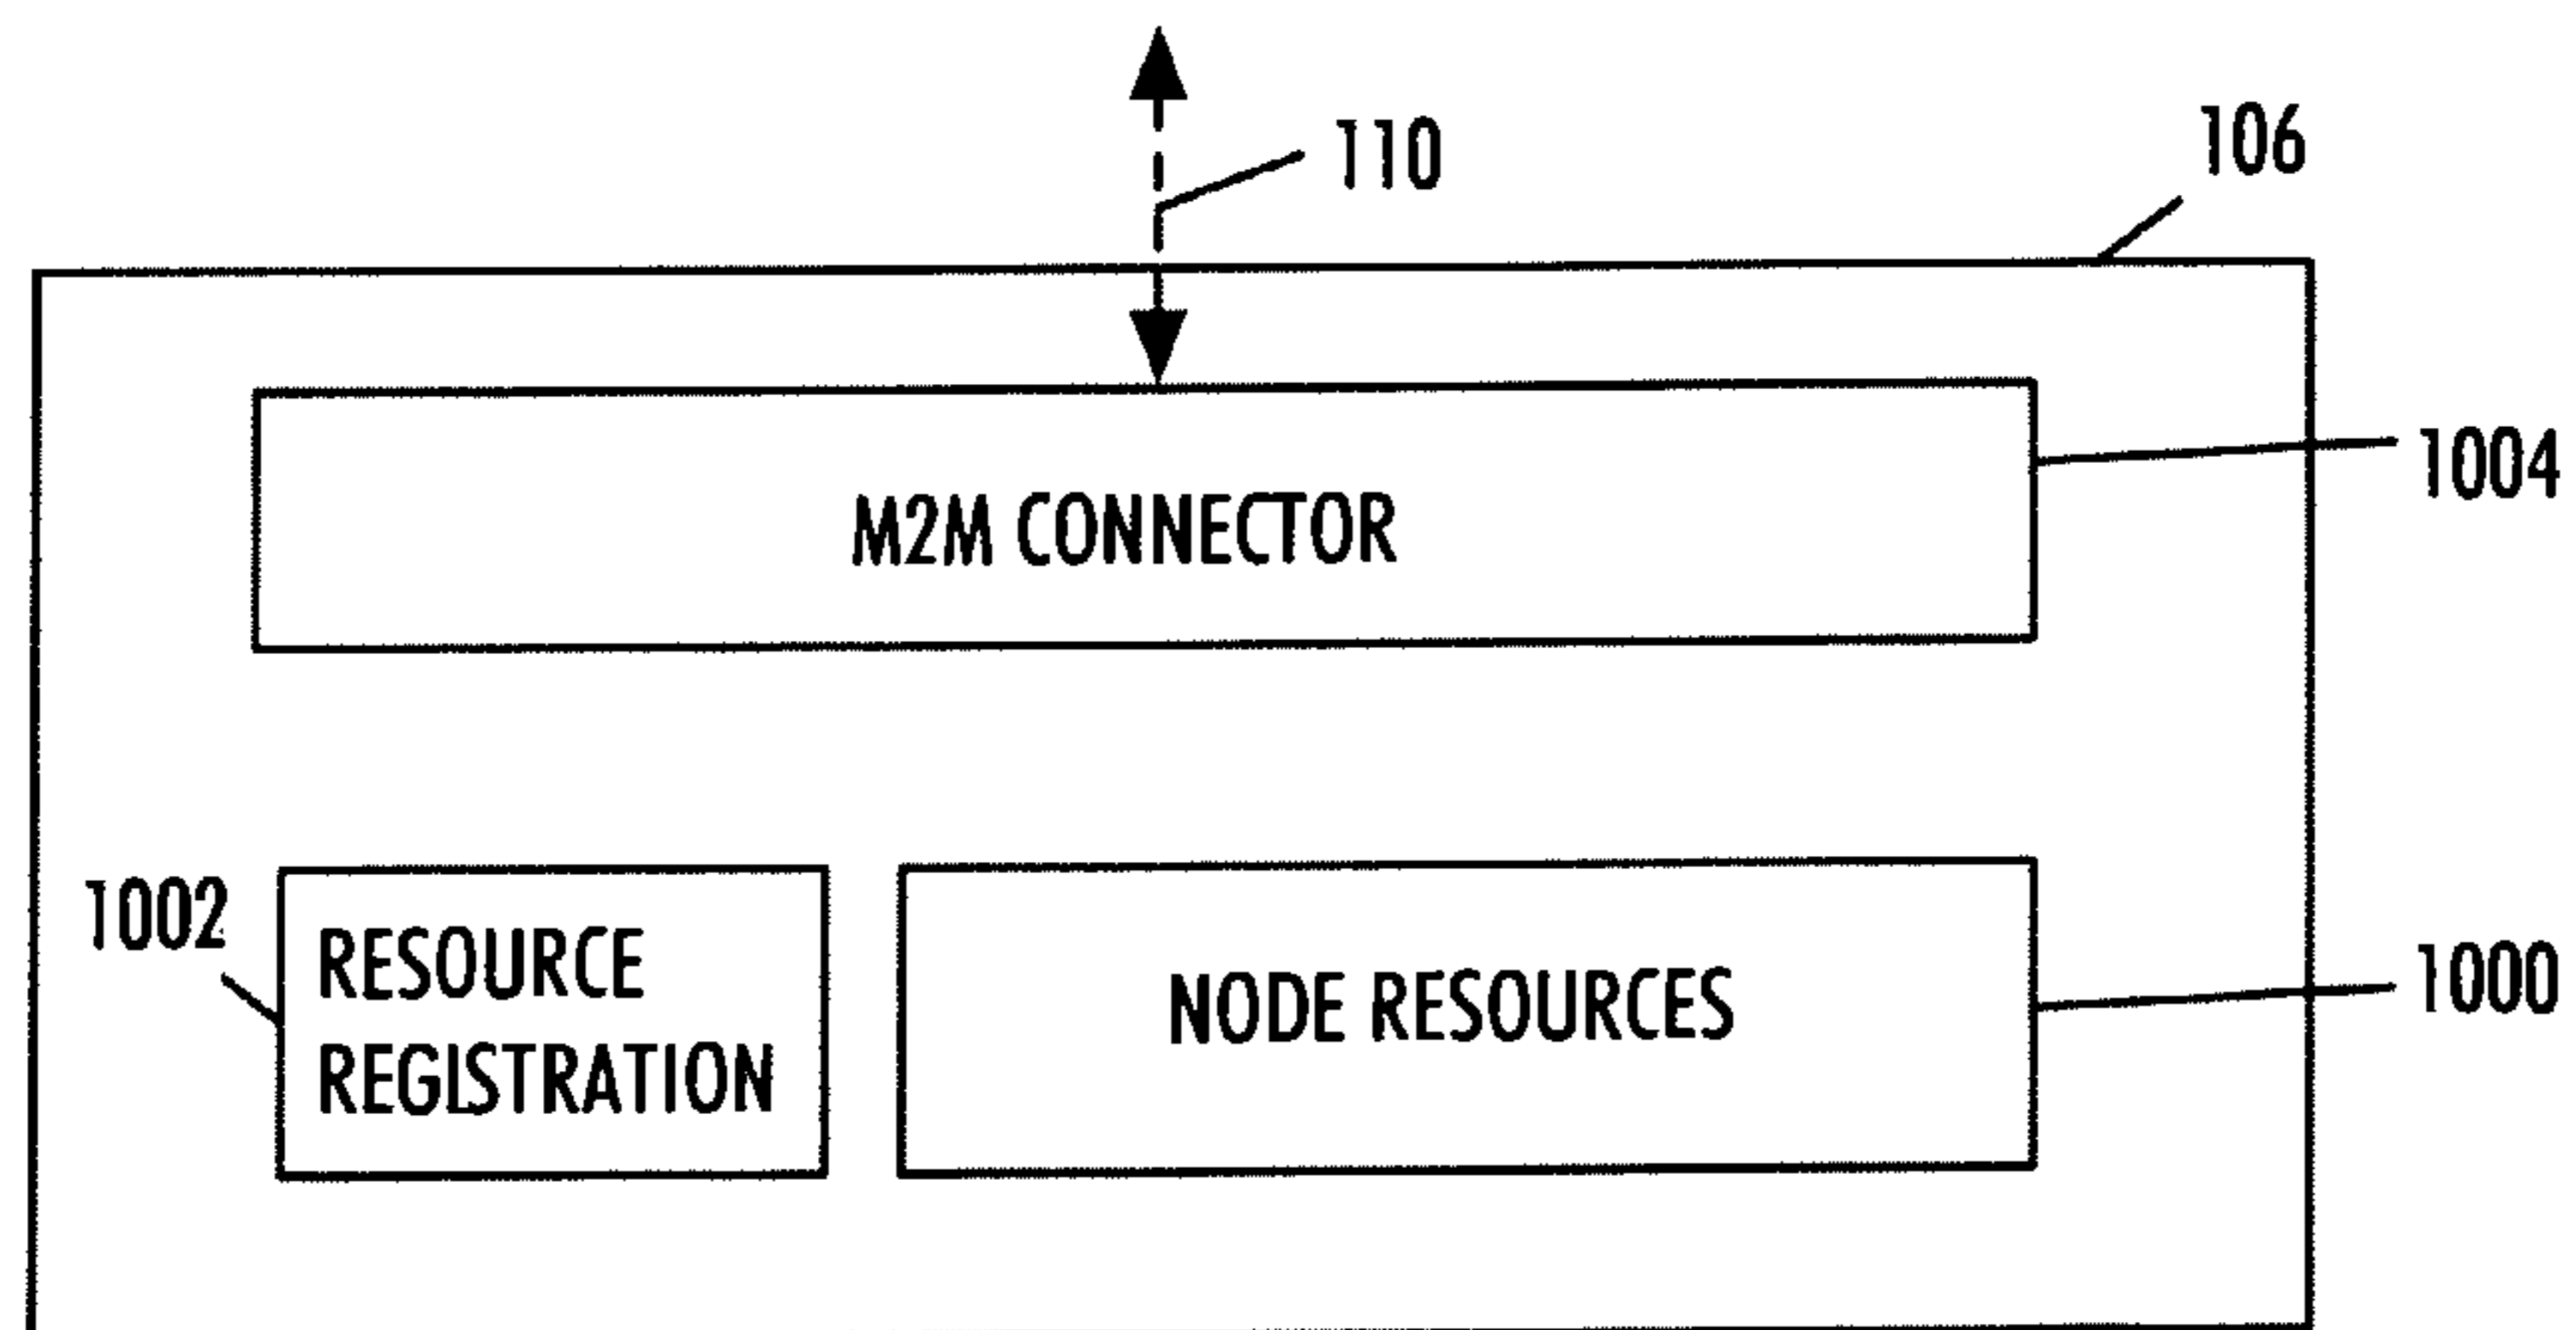 110
106
1004
M2M CONNECTOR
1002
RESOURCE
REGISTRATION
NODE RESOURCES
1000